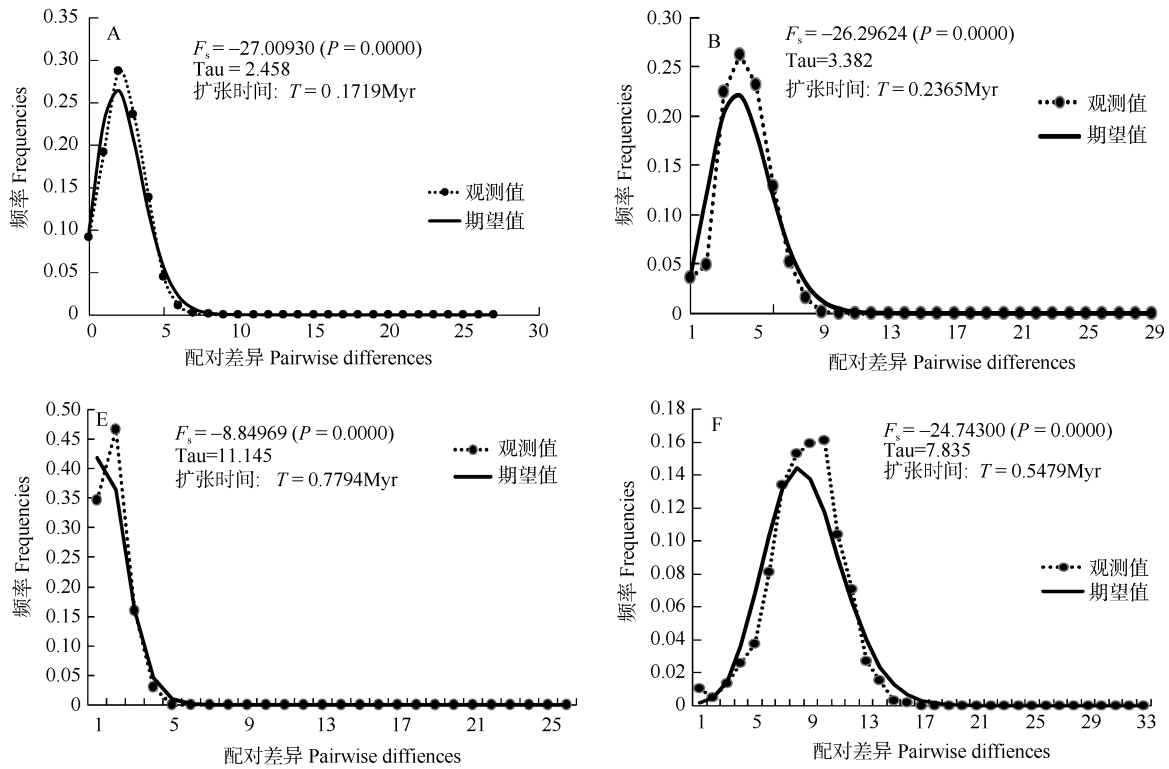 A
F_s = –27.00930 (P = 0.0000)
Tau = 2.458
扩张时间: T = 0 .1719Myr
观测值
期望值
频率 Frequencies
0.35
0.30
0.25
0.20
0.15
0.10
0.05
0
0 5 10 15 20 25 30
配对差异 Pairwise differences
B
F_s = –26.29624 (P = 0.0000)
Tau=3.382
扩张时间: T = 0.2365Myr
观测值
期望值
频率 Frequencies
0.30
0.25
0.20
0.15
0.10
0.05
0
1 5 9 13 17 21 25 29
配对差异 Pairwise differences
E
F_s = –8.84969 (P = 0.0000)
Tau=11.145
扩张时间: T = 0.7794Myr
观测值
期望值
频率 Frequencies
0.50
0.45
0.40
0.35
0.30
0.25
0.20
0.15
0.10
0.05
0
1 5 9 13 17 21 25
配对差异 Pairwise diffiences
F
F_s = –24.74300 (P = 0.0000)
Tau=7.835
扩张时间: T = 0.5479Myr
观测值
期望值
频率 Frequencies
0.18
0.16
0.14
0.12
0.10
0.08
0.06
0.04
0.02
0
1 5 9 13 17 21 25 29 33
配对差异 Pairwise diffiences